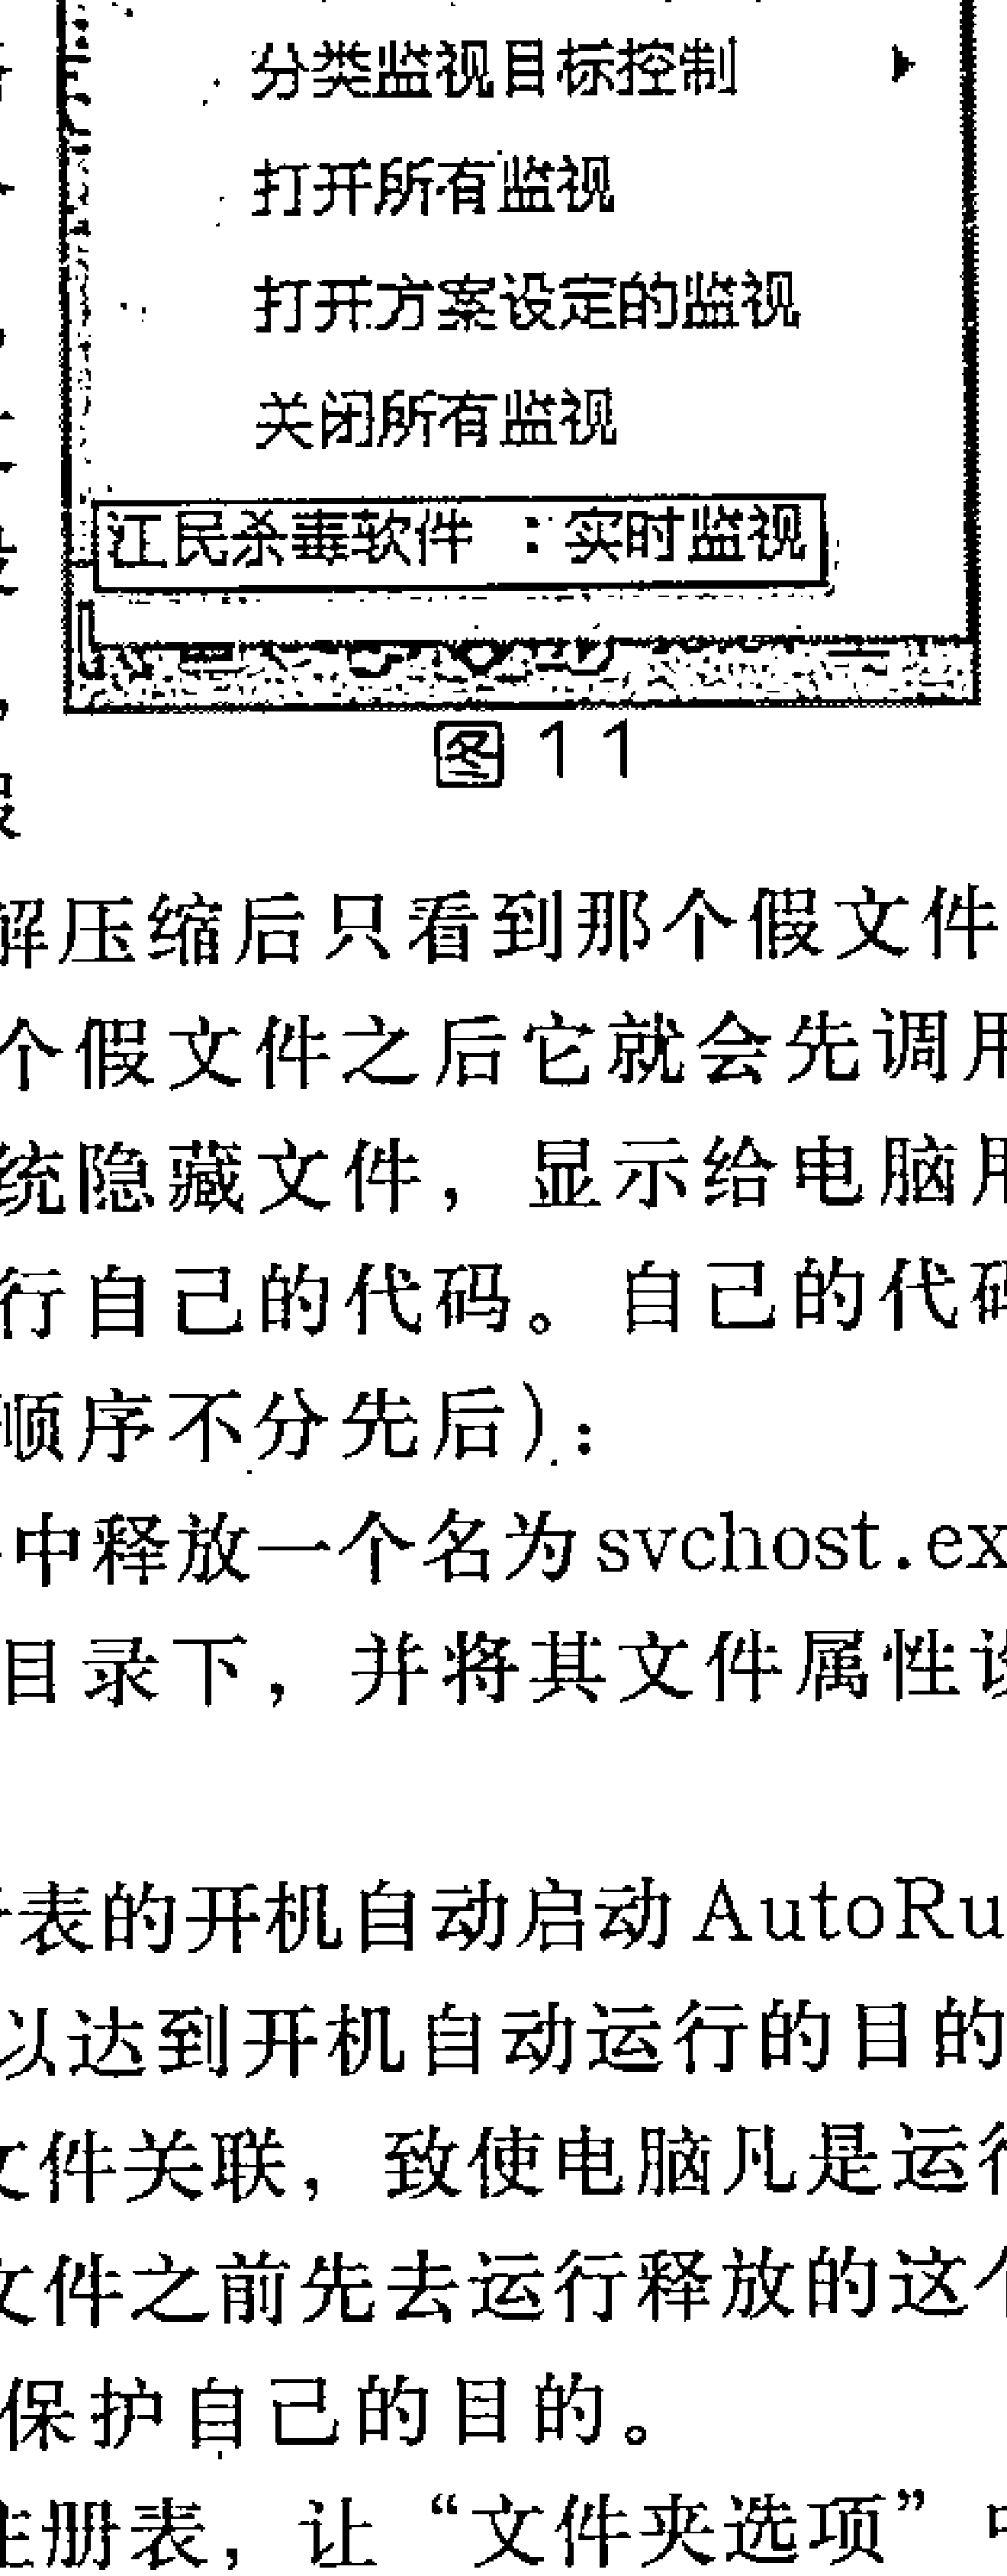 分类监视目标控制
打开所有监视
打开方案设定的监视
关闭所有监视
江民杀毒软件 :实时监视
图11
解压缩后只看到那个假文件
个假文件之后它就会先调用
统隐藏文件，显示给电脑用
行自己的代码。自己的代码
顺序不分先后）：
中释放一个名为svchost.ex
目录下，并将其文件属性设
表的开机自动启动AutoRu
以达到开机自动运行的目的
文件关联，致使电脑凡是运行
文件之前先去运行释放的这个
保护自己的目的。
注册表，让“文件夹选项”中